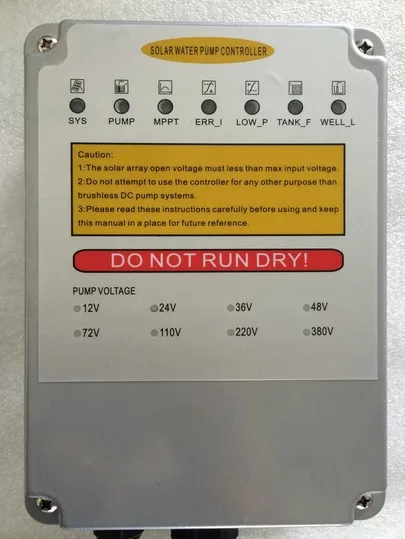 SOLAR WATER PUMP CONTROLLER
SYS PUMP MPPT ERR_I LOW_P TANK_F WELL_L
Caution:
1:The solar array open voltage must less than max input voltage.
2:Do not attempt to use the controller for any other purpose than
brushless DC pump systems.
3:Please read these instructions carefully before using and keep
this manual in a place for future reference.
DO NOT RUN DRY!
PUMP VOLTAGE
12V 24V 36V 48V
72V 110V 220V 380V